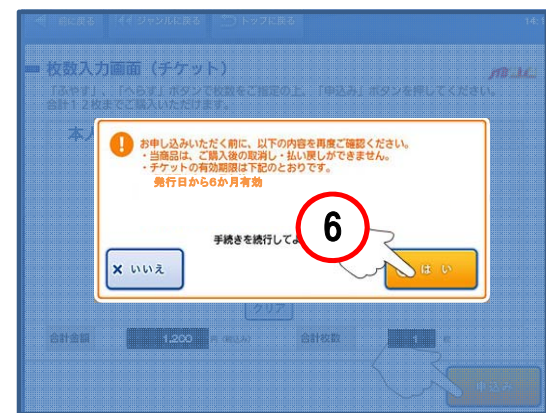 前に戻る ジャンルに戻る トップに戻る 14:1
枚数入力画面（チケット）
「ふやす」、「へらす」ボタンで枚数をご指定の上、「申込み」ボタンを押してください。
合計12枚までご購入いただけます。
本人
お申し込みいただく前に、以下の内容を再度ご確認ください。
・当商品は、ご購入後の取消し・払い戻しができません。
・チケットの有効期限は下記のとおりです。
発行日から6か月有効
手続きを続行してよ
6
× いいえ
はい
クリア
合計金額 1,200 円 (税込み) 合計枚数 1 枚
申込み